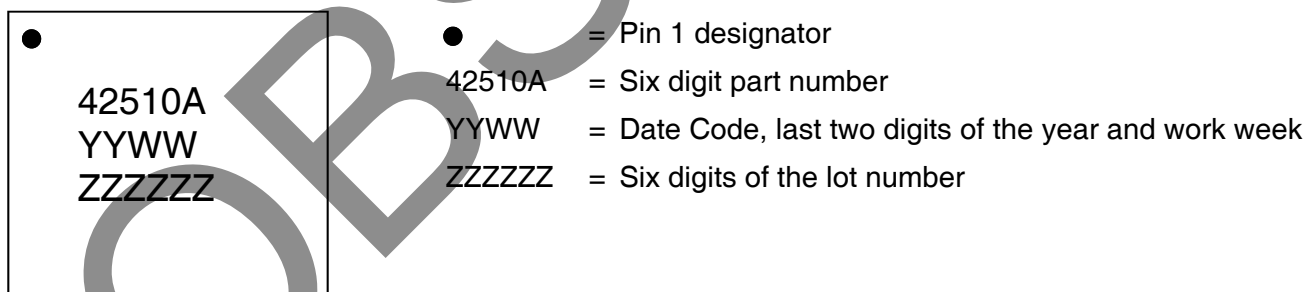 42510A
YYWW
ZZZZZZ
= Pin 1 designator
42510A = Six digit part number
YYWW = Date Code, last two digits of the year and work week
ZZZZZZ = Six digits of the lot number